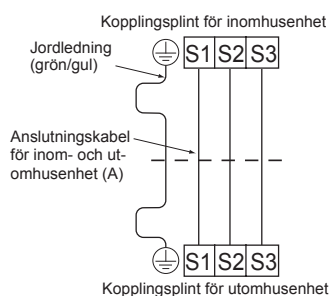 Kopplingsplint för inomhusenhet
Jordledning
(grön/gul)
S1 S2 S3
Anslutningskabel
för inom- och ut-
omhusenhet (A)
S1 S2 S3
Kopplingsplint för utomhusenhet